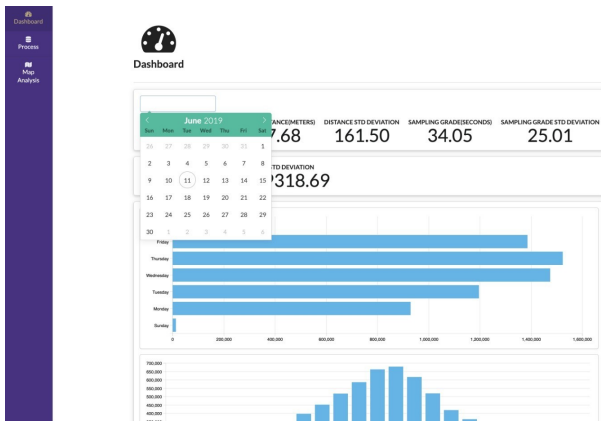 Dashboard
Process
Map
Analysis
Dashboard
June 2019
Sun Mon Tue Wed Thu Fri Sat
26 27 28 29 30 31 1
2 3 4 5 6 7 8
9 10 11 12 13 14 15
16 17 18 19 20 21 22
23 24 25 26 27 28 29
30 1 2 3 4 5 6
ANCE(METERS) DISTANCE STD DEVIATION SAMPLING GRADE(SECONDS) SAMPLING GRADE STD DEVIATION
7.68 161.50 34.05 25.01
STD DEVIATION
318.69
Friday
Thursday
Wednesday
Tuesday
Monday
Sunday
0 200,000 400,000 600,000 800,000 1,000,000 1,200,000 1,400,000 1,600,000
700,000
650,000
600,000
550,000
500,000
450,000
400,000